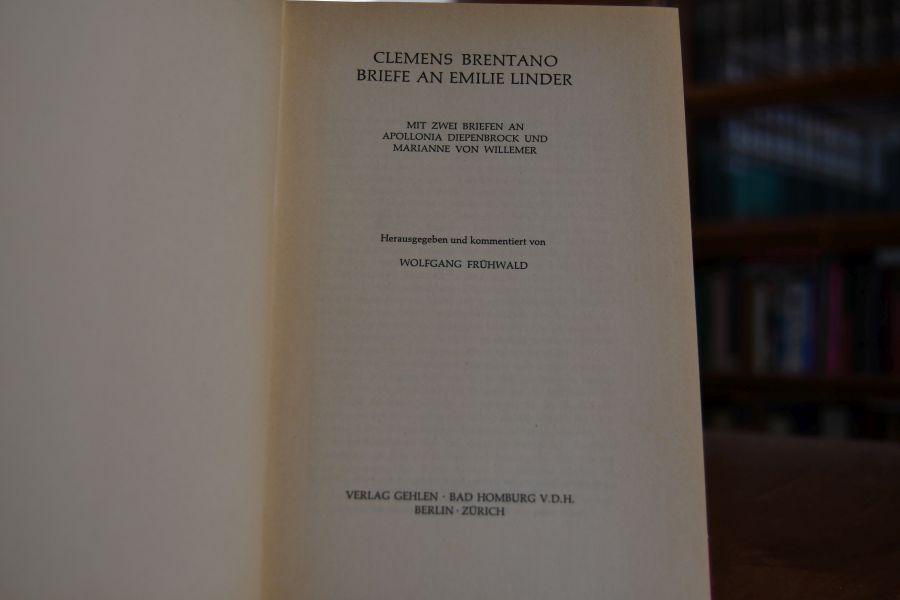 CLEMENS BRENTANO
BRIEFE AN EMILIE LINDER
MIT ZWEI BRIEFEN AN
APOLLONIA DIEPENBROCK UND
MARIANNE VON WILLEMER
Herausgegeben und kommentiert von
WOLFGANG FRÜHWALD
VERLAG GEHLEN · BAD HOMBURG V.D.H.
BERLIN · ZÜRICH